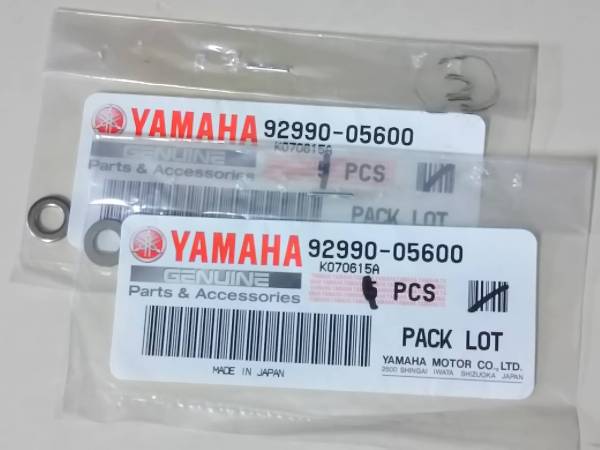 YAMAHA 92990-05600
K070615A
GENUINE
Parts & Accessories
PCS
PACK LOT
YAMAHA 92990-05600
K070615A
GENUINE
Parts & Accessories
PCS
PACK LOT
YAMAHA MOTOR CO., LTD.
2500 SHINGAI IWATA SHIZUOKA JAPAN
MADE IN JAPAN